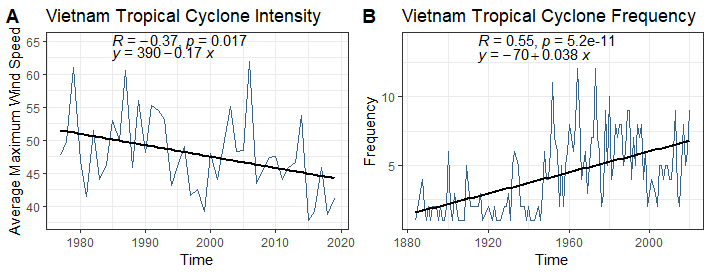 A
Vietnam Tropical Cyclone Intensity
R = −0.37, p = 0.017
y = 390 − 0.17 x
Average Maximum Wind Speed
65
60
55
50
45
40
1980
1990
2000
2010
2020
Time
B
Vietnam Tropical Cyclone Frequency
R = 0.55, p = 5.2e-11
y = −70 + 0.038 x
Frequency
10
5
1880
1920
1960
2000
Time